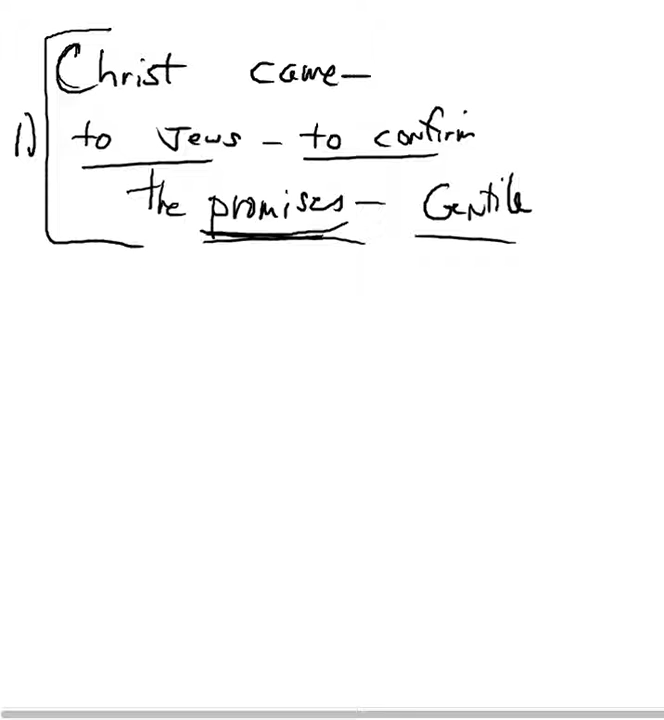 Christ came—
1) to Jews – to confirm
the promises – Gentile